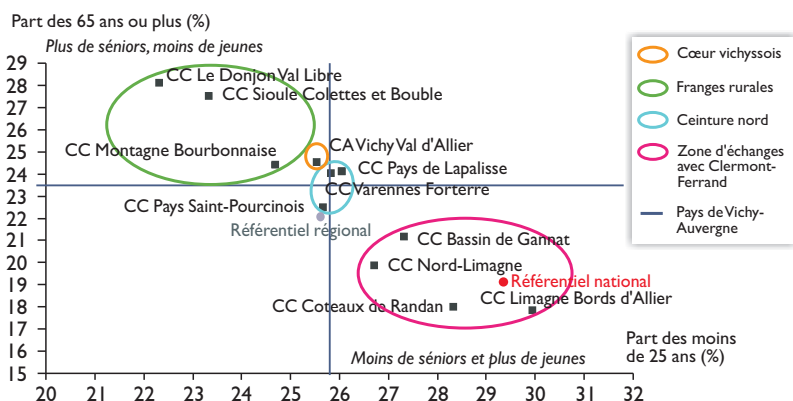 Part des 65 ans ou plus (%)
Plus de séniors, moins de jeunes
29
28
27
26
25
24
23
22
21
20
19
18
17
16
15
CC Le Donjon Val Libre
CC Sioule Colettes et Bouble
CC Montagne Bourbonnaise
CA Vichy Val d'Allier
CC Pays de Lapalisse
CC Varennes Forterre
CC Pays Saint-Pourcinois
Référentiel régional
CC Bassin de Gannat
CC Nord-Limagne
Référentiel national
CC Limagne Bords d'Allier
CC Coteaux de Randan
Moins de séniors et plus de jeunes
Part des moins
de 25 ans (%)
20 21 22 23 24 25 26 27 28 29 30 31 32
Cœur vichyssois
Franges rurales
Ceinture nord
Zone d'échanges
avec Clermont-
Ferrand
Pays de Vichy-
Auvergne